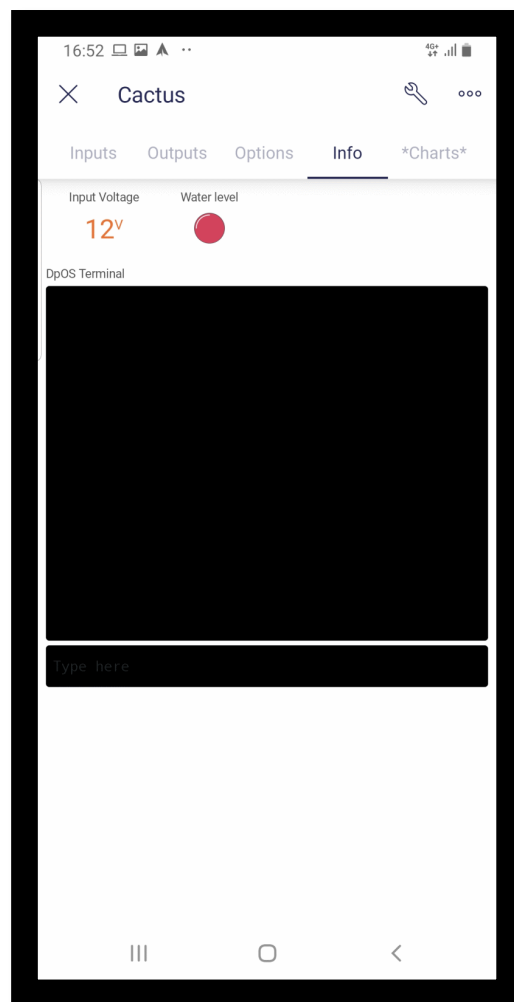 16:52 4G+
Cactus
Inputs Outputs Options Info *Charts*
Input Voltage Water level
12V
DpOS Terminal
Type here